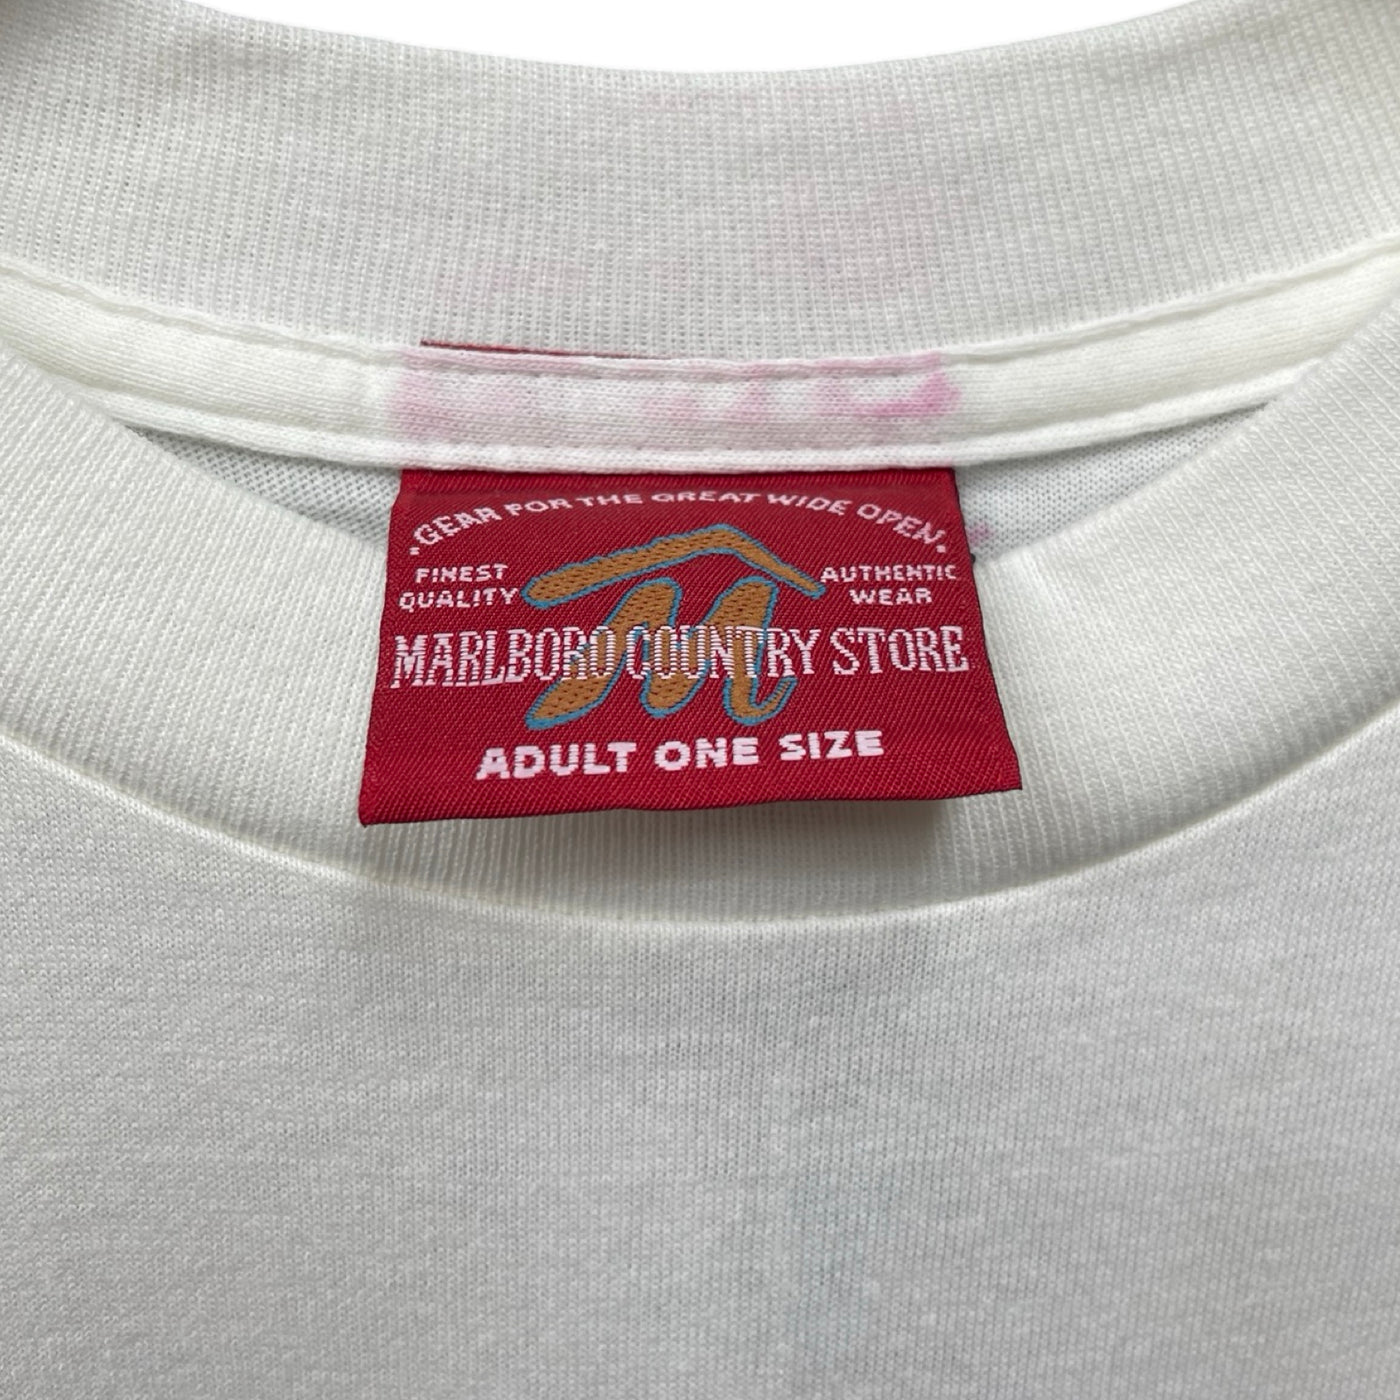 ·GEAR FOR THE GREAT WIDE OPEN·
FINEST QUALITY
AUTHENTIC WEAR
M
MARLBORO COUNTRY STORE
ADULT ONE SIZE